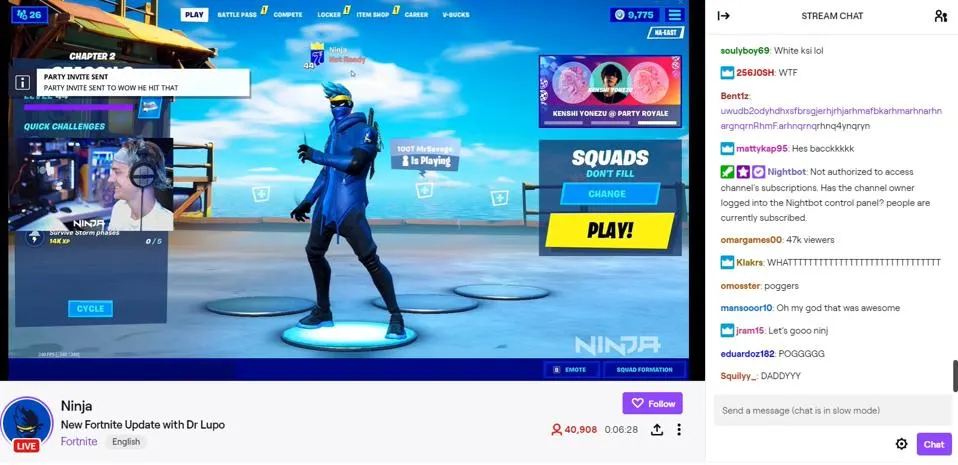 26
PLAY
BATTLE PASS
COMPETE
LOCKER
ITEM SHOP
CAREER
V-BUCKS
9,775
NA-EAST
CHAPTER 2
PARTY INVITE SENT
PARTY INVITE SENT TO WOW HE HIT THAT
QUICK CHALLENGES
Ninja
44
Not Ready
100T MrSavage
Is Playing
KENSHI YONEZU
KENSHI YONEZU @ PARTY ROYALE
SQUADS
DON'T FILL
CHANGE
PLAY!
NINJA
Survive Storm phases
14K XP
0 / 5
CYCLE
NINJA
EMOTE
SQUAD FORMATION
Ninja
New Fortnite Update with Dr Lupo
Fortnite
English
LIVE
Follow
40,908
0:06:28
STREAM CHAT
soulyboy69: White ksi lol
256J0SH: WTF
Bent1z:
uwudb2odyhdhxsfbrsgjerhjrhjarhmafbkarhmarhnarhn
argnqrnRhmF.arhnqrnqrhnq4ynqryn
mattykap95: Hes bacckkkkk
Nightbot: Not authorized to access
channel's subscriptions. Has the channel owner
logged into the Nightbot control panel? people are
currently subscribed.
omargames00: 47k viewers
Klakrs: WHATTTTTTTTTTTTTTTTTTTTTTTTTTTTT
omosster: poggers
mansooor10: Oh my god that was awesome
jram15: Let's gooo ninj
eduardoz182: POGGGGG
Squilyy_: DADDYYY
Send a message (chat is in slow mode)
Chat